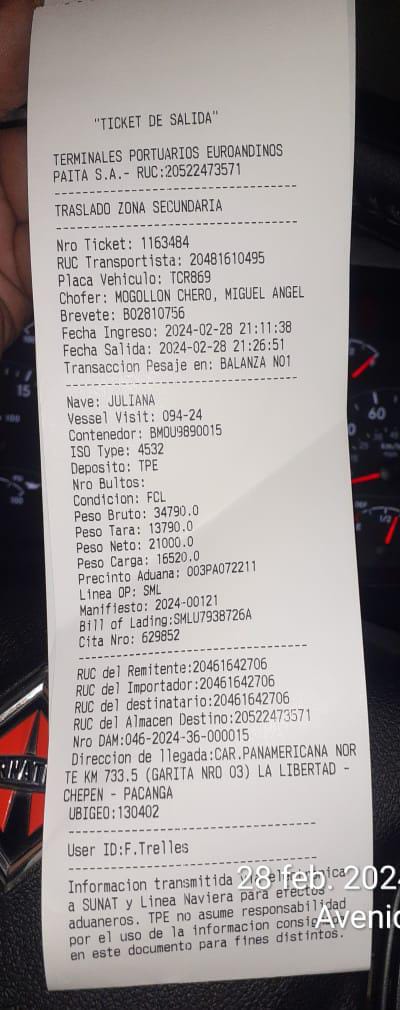 "TICKET DE SALIDA"
TERMINALES PORTUARIOS EUROANDINOS
PAITA S.A.- RUC:20522473571
TRASLADO ZONA SECUNDARIA
Nro Ticket: 1163484
RUC Transportista: 20481610495
Placa Vehiculo: TCR869
Chofer: MOGOLLON CHERO, MIGUEL ANGEL
Brevete: B02810756
Fecha Ingreso: 2024-02-28 21:11:38
Fecha Salida: 2024-02-28 21:26:51
Transaccion Pesaje en: BALANZA NO1
Nave: JULIANA
Vessel Visit: 094-24
Contenedor: BMOU9890015
ISO Type: 4532
Deposito: TPE
Nro Bultos:
Condicion: FCL
Peso Bruto: 34790.0
Peso Tara: 13790.0
Peso Neto: 21000.0
Peso Carga: 16520.0
Precinto Aduana: 003PA072211
Linea OP: SML
Manifiesto: 2024-00121
Bill of Lading:SMLU7938726A
Cita Nro: 629852
RUC del Remitente:20461642706
RUC del Importador:20461642706
RUC del destinatario:20461642706
RUC del Almacen Destino:20522473571
Nro DAM:046-2024-36-000015
Direccion de llegada:CAR.PANAMERICANA NOR
TE KM 733.5 (GARITA NRO 03) LA LIBERTAD -
CHEPEN - PACANGA
UBIGEO:130402
User ID:F.Trelles
Informacion transmitida
a SUNAT y Linea Naviera para efectos
aduaneros. TPE no asume responsabilidad
por el uso de la informacion
en este documento para fines distintos.
28 feb. 202
Avenid
15
60
1/2